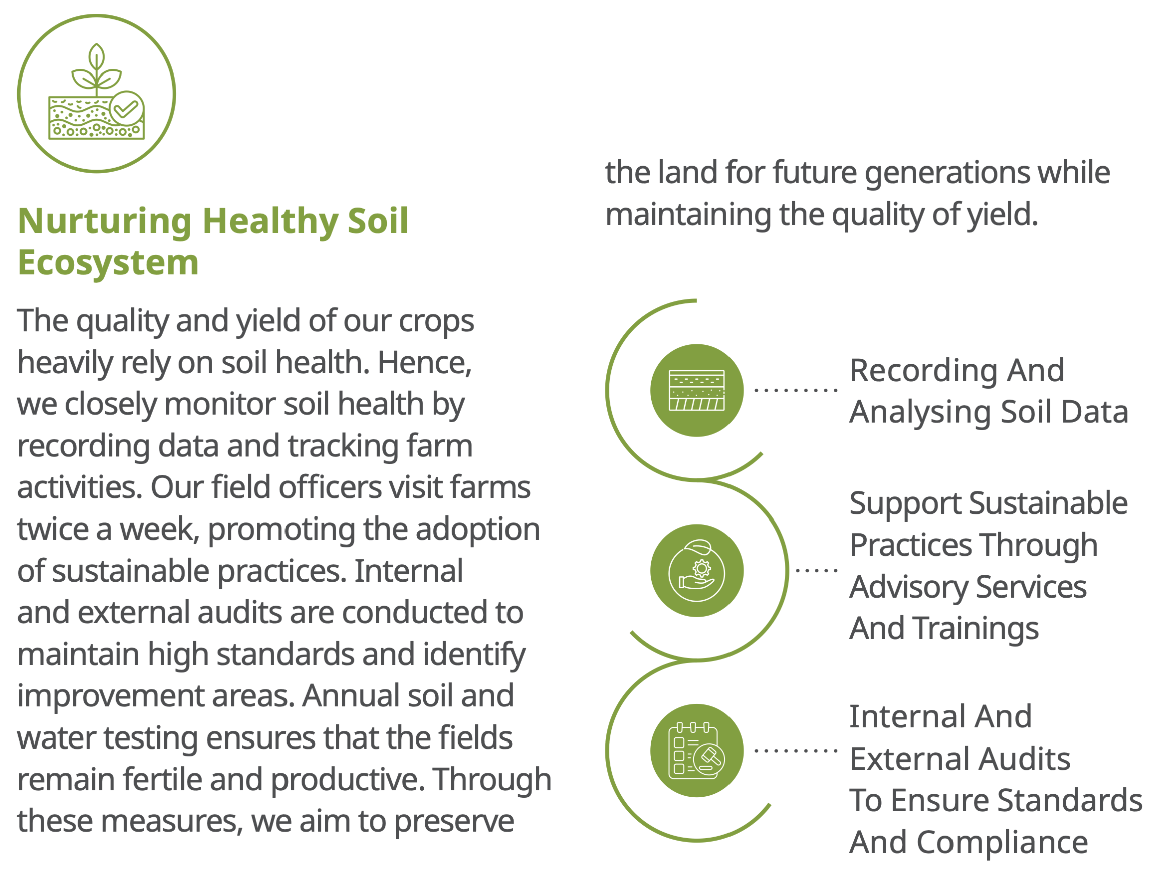 Nurturing Healthy Soil
Ecosystem
The quality and yield of our crops
heavily rely on soil health. Hence,
we closely monitor soil health by
recording data and tracking farm
activities. Our field officers visit farms
twice a week, promoting the adoption
of sustainable practices. Internal
and external audits are conducted to
maintain high standards and identify
improvement areas. Annual soil and
water testing ensures that the fields
remain fertile and productive. Through
these measures, we aim to preserve
the land for future generations while
maintaining the quality of yield.
Recording And
Analysing Soil Data
Support Sustainable
Practices Through
Advisory Services
And Trainings
Internal And
External Audits
To Ensure Standards
And Compliance